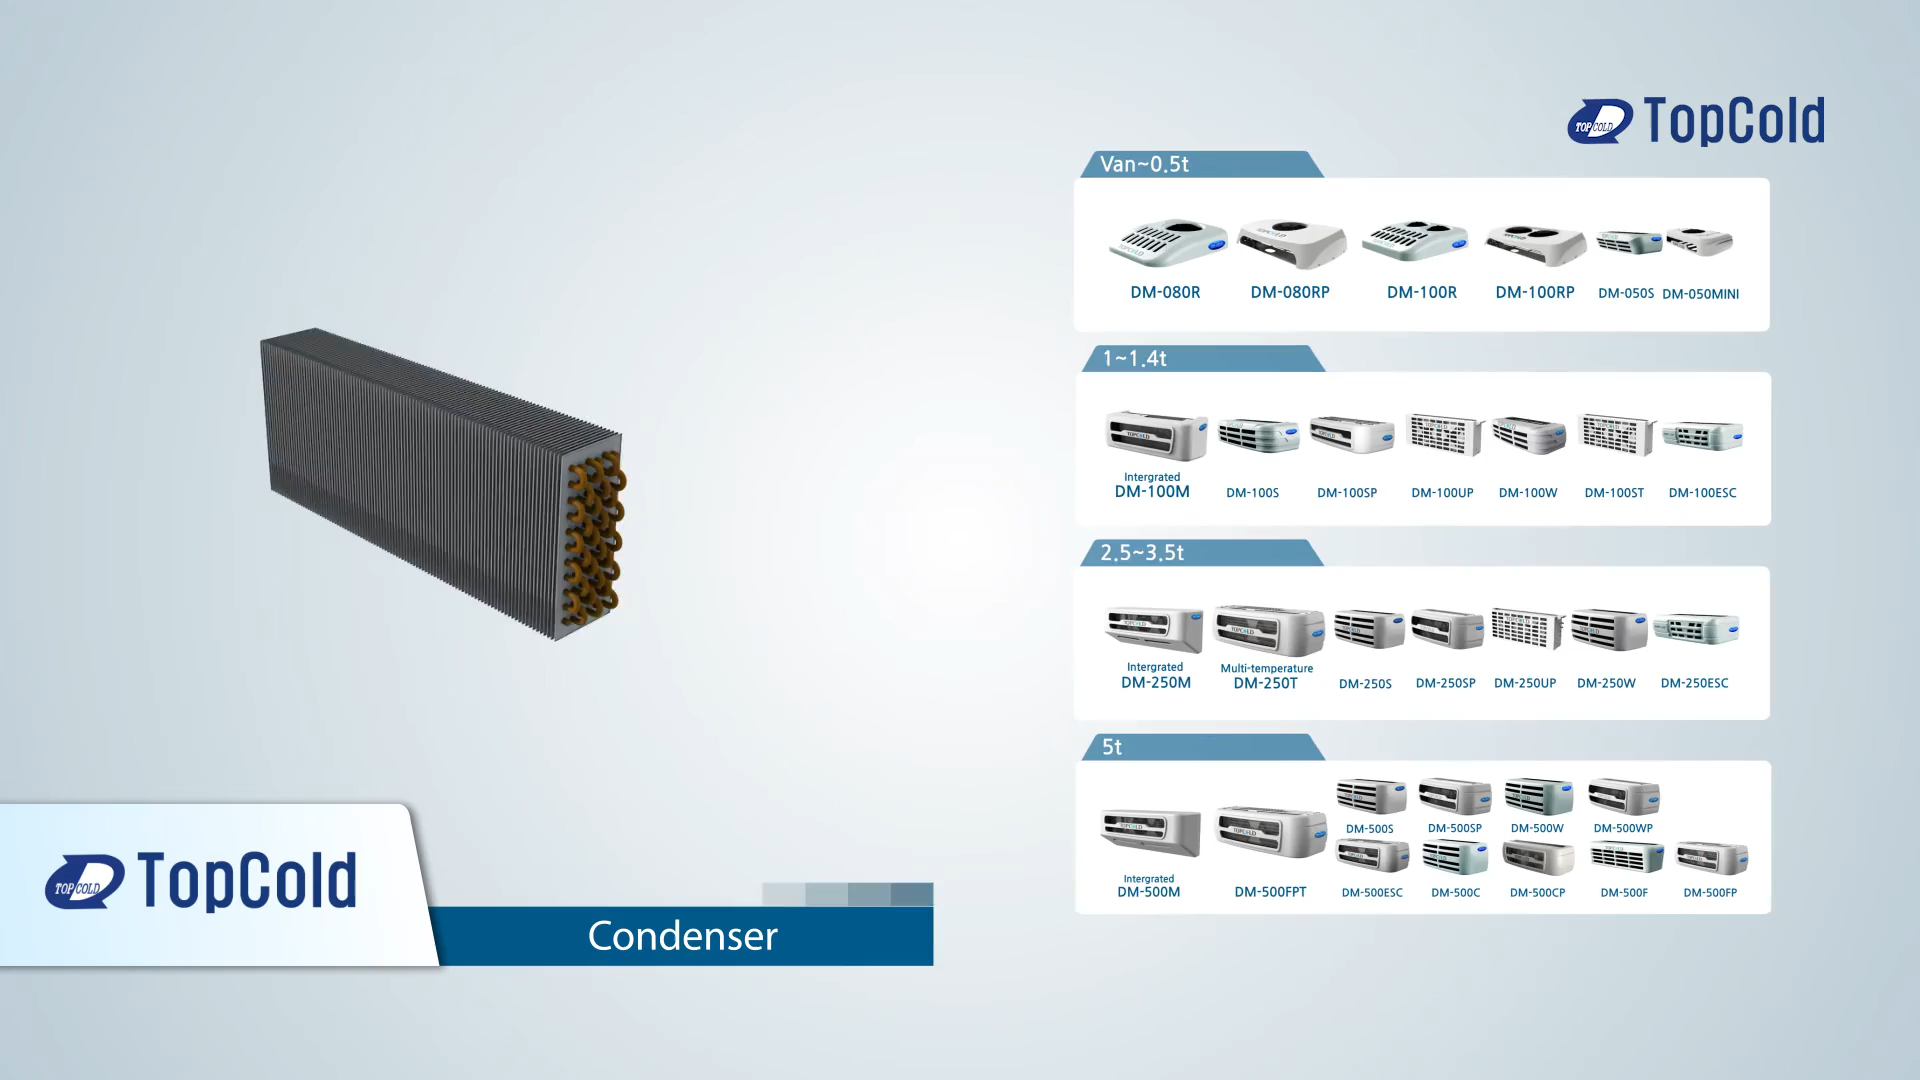 TOP COLD TopCold
Van~0.5t
DM-080R DM-080RP DM-100R DM-100RP DM-050S DM-050MINI
1~1.4t
Intergrated
DM-100M DM-100S DM-100SP DM-100UP DM-100W DM-100ST DM-100ESC
2.5~3.5t
Intergrated Multi-temperature
DM-250M DM-250T DM-250S DM-250SP DM-250UP DM-250W DM-250ESC
5t
DM-500S DM-500SP DM-500W DM-500WP
Intergrated
DM-500M DM-500FPT DM-500ESC DM-500C DM-500CP DM-500F DM-500FP
TOP COLD TopCold
Condenser